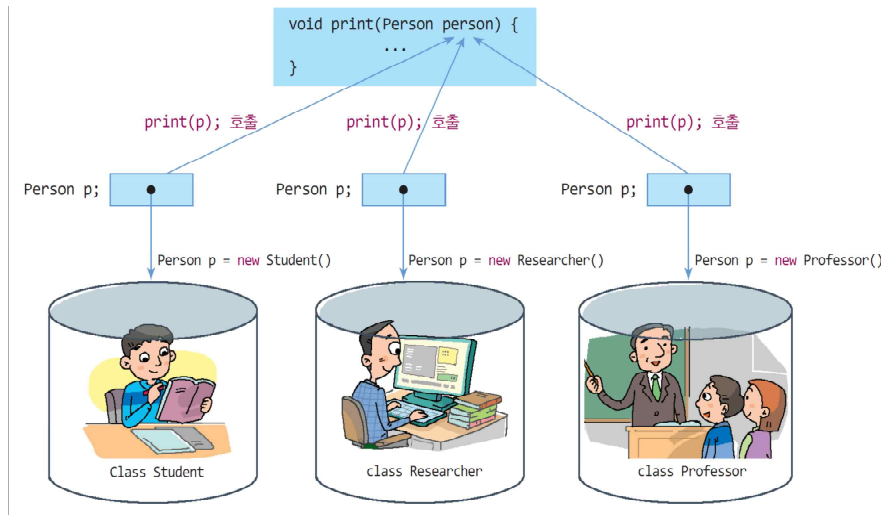 void print(Person person) {
...
}
print(p); 호출
print(p); 호출
print(p); 호출
Person p;
Person p;
Person p;
Person p = new Student()
Person p = new Researcher()
Person p = new Professor()
Class Student
class Researcher
class Professor